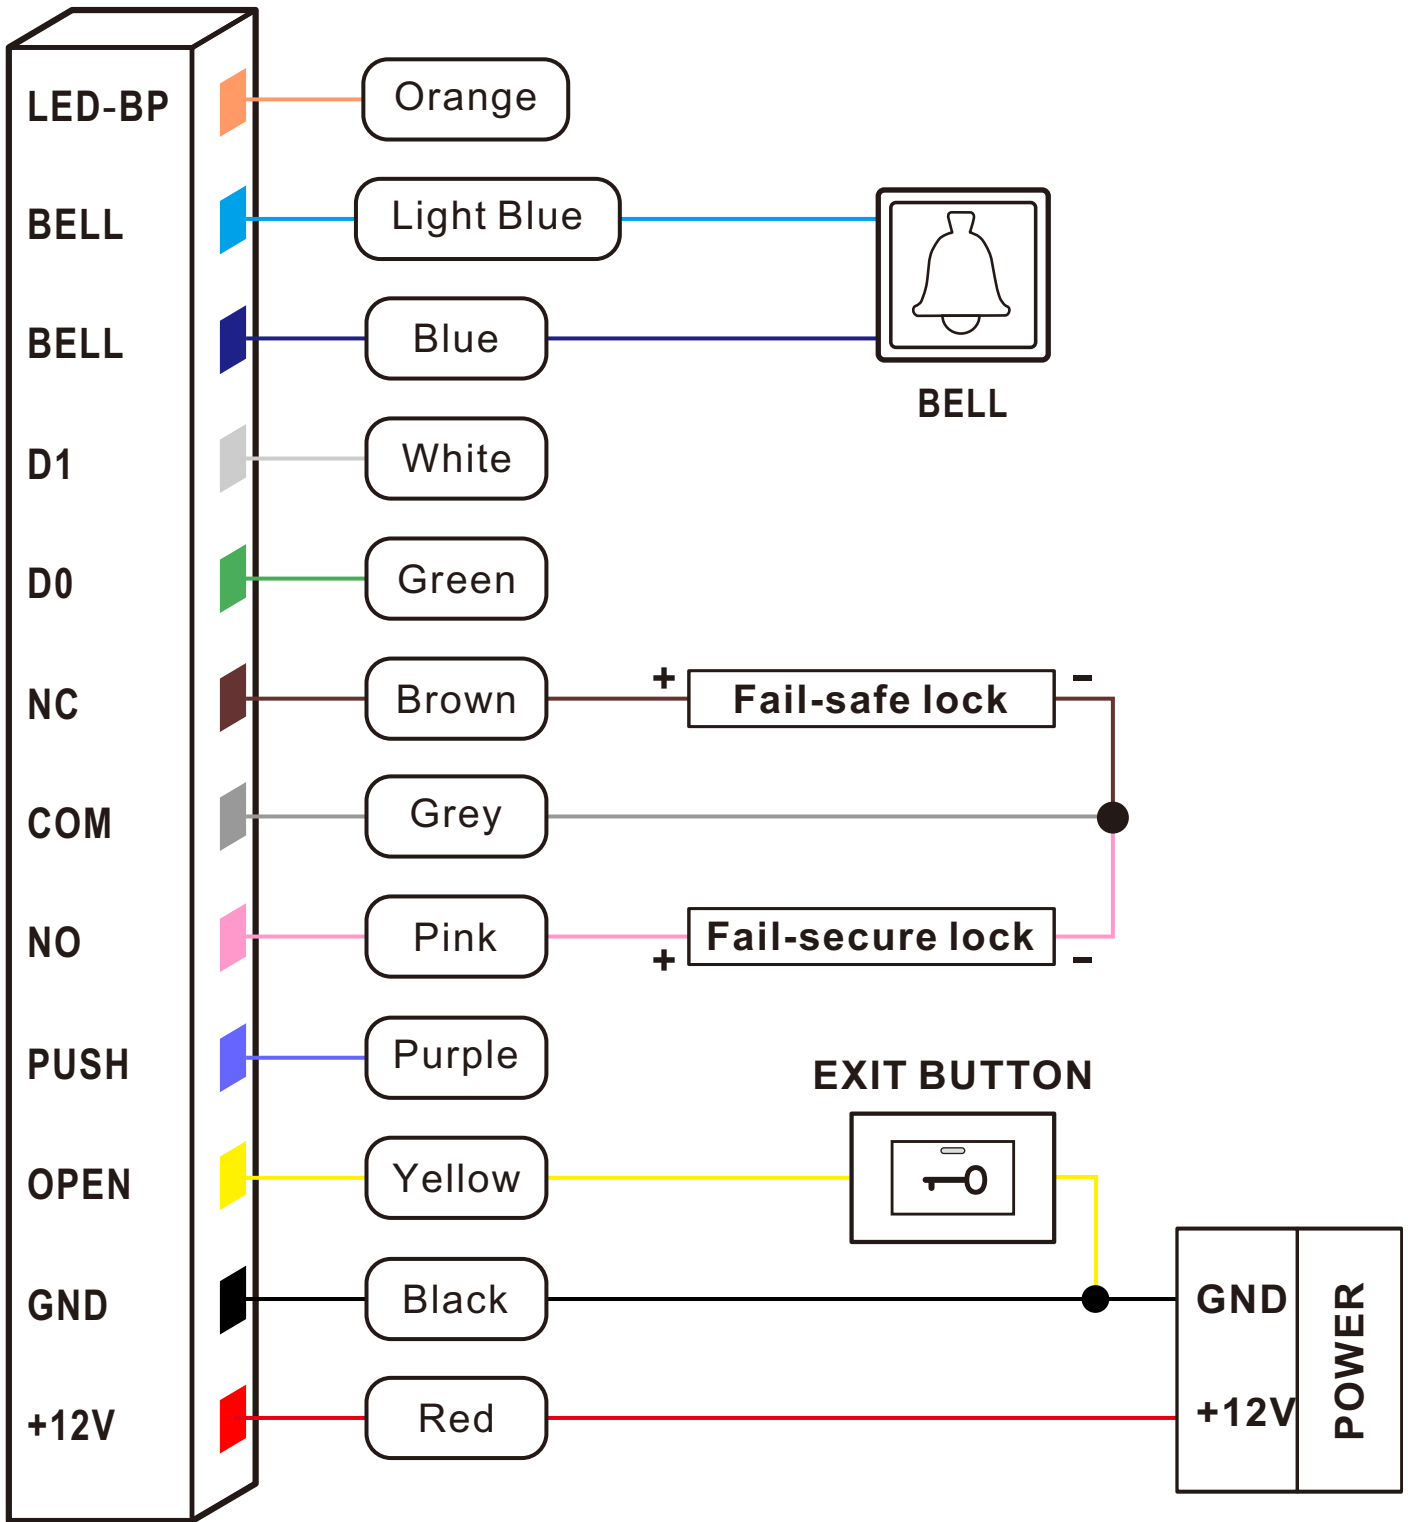 LED-BP Orange
BELL Light Blue
BELL Blue
BELL
D1 White
D0 Green
NC Brown + Fail-safe lock −
COM Grey
NO Pink + Fail-secure lock −
PUSH Purple
EXIT BUTTON
OPEN Yellow
GND Black GND
+12V Red +12V
POWER